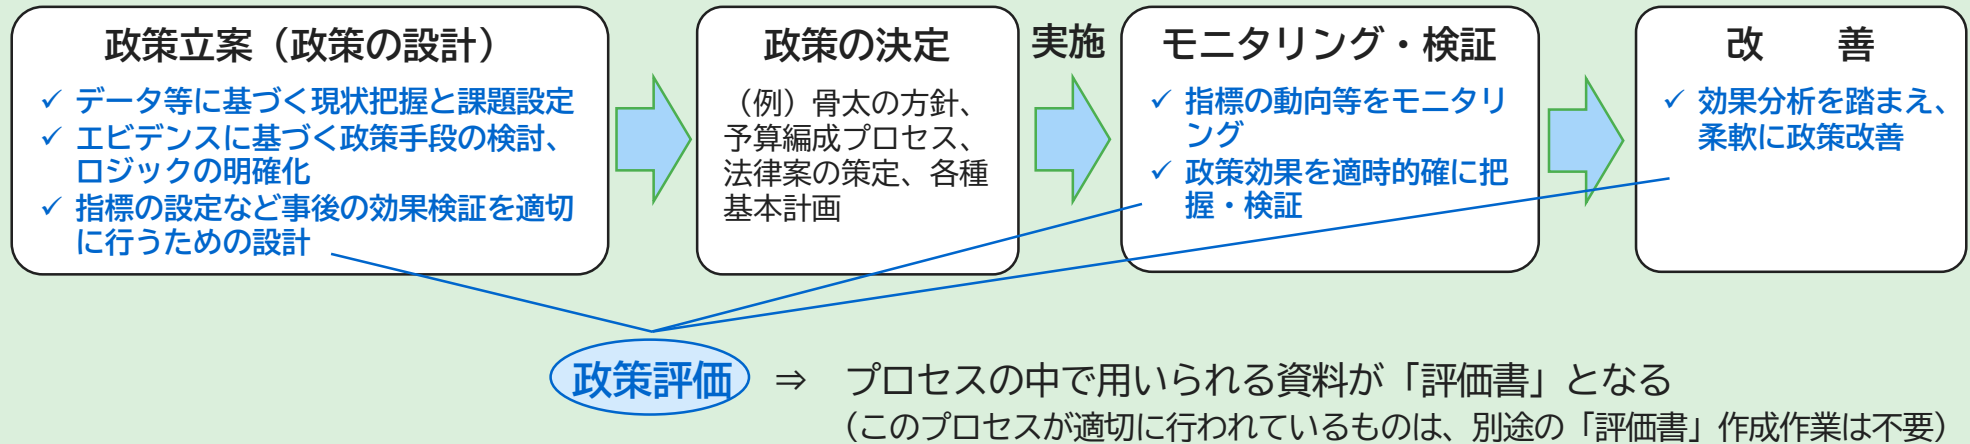 政策立案（政策の設計）
✓ データ等に基づく現状把握と課題設定
✓ エビデンスに基づく政策手段の検討、
ロジックの明確化
✓ 指標の設定など事後の効果検証を適切
に行うための設計
政策の決定
（例）骨太の方針、
予算編成プロセス、
法律案の策定、各種
基本計画
実施
モニタリング・検証
✓ 指標の動向等をモニタリ
ング
✓ 政策効果を適時的確に把
握・検証
改　　善
✓ 効果分析を踏まえ、
柔軟に政策改善
政策評価 ⇒ プロセスの中で用いられる資料が「評価書」となる
（このプロセスが適切に行われているものは、別途の「評価書」作成作業は不要）